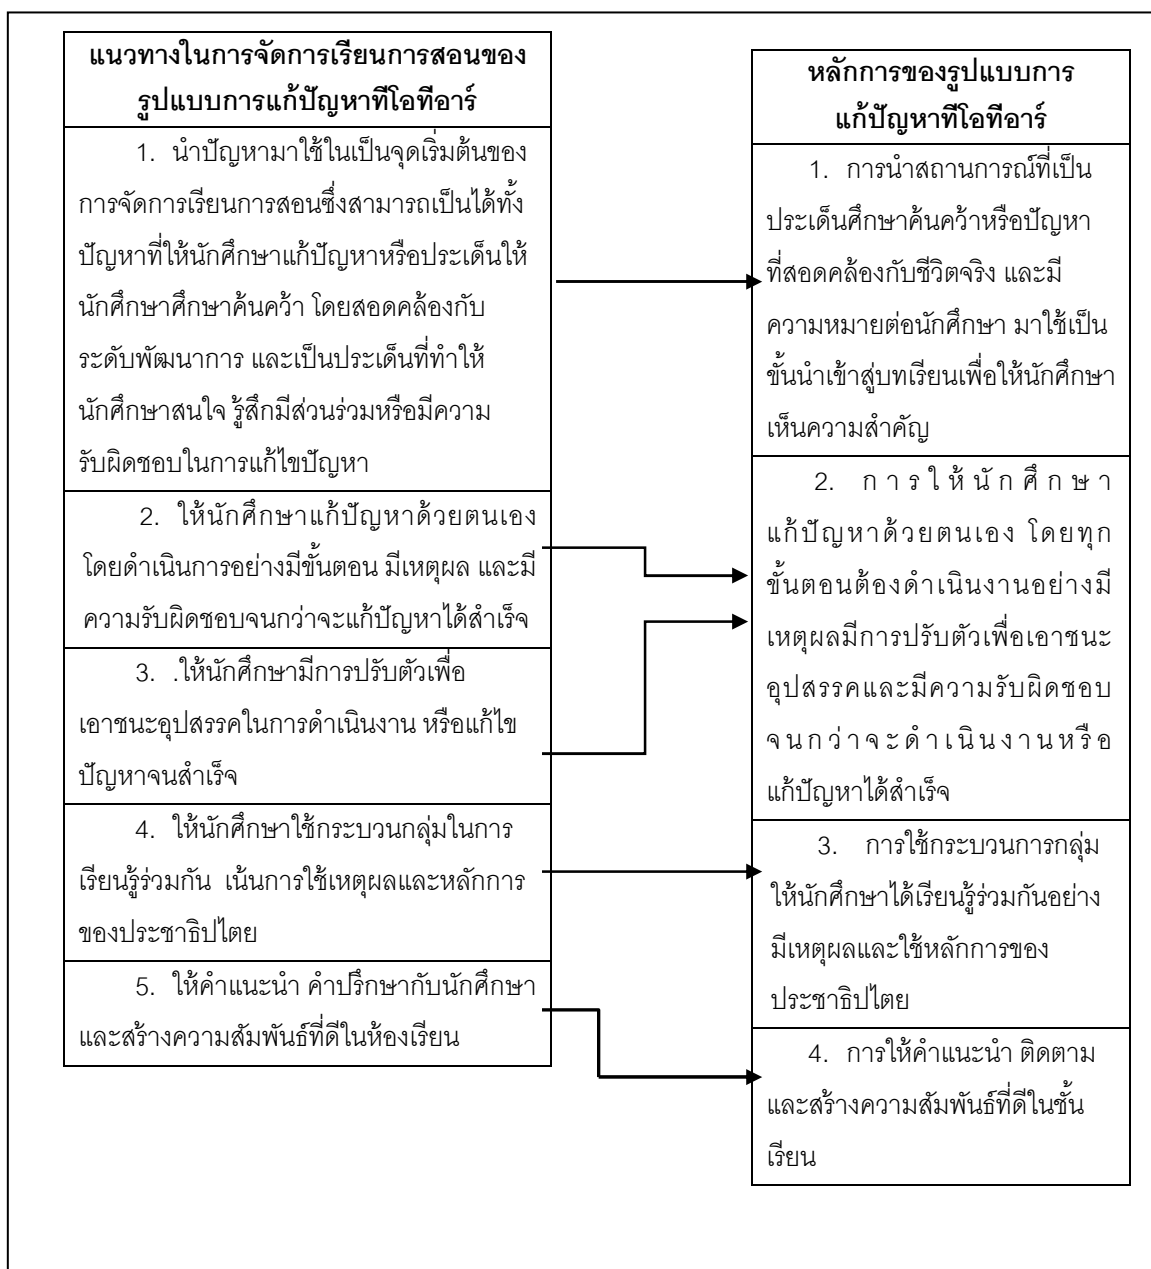 แนวทางในการจัดการเรียนการสอนของ
รูปแบบการแก้ปัญหาทีโอทีอาร์
1. นำปัญหามาใช้ในเป็นจุดเริ่มต้นของ
การจัดการเรียนการสอนซึ่งสามารถเป็นได้ทั้ง
ปัญหาที่ให้นักศึกษาแก้ปัญหาหรือประเด็นให้
นักศึกษาศึกษาค้นคว้า โดยสอดคล้องกับ
ระดับพัฒนาการ และเป็นประเด็นที่ทำให้
นักศึกษาสนใจ รู้สึกมีส่วนร่วมหรือมีความ
รับผิดชอบในการแก้ไขปัญหา
2. ให้นักศึกษาแก้ปัญหาด้วยตนเอง
โดยดำเนินการอย่างมีขั้นตอน มีเหตุผล และมี
ความรับผิดชอบจนกว่าจะแก้ปัญหาได้สำเร็จ
3. .ให้นักศึกษามีการปรับตัวเพื่อ
เอาชนะอุปสรรคในการดำเนินงาน หรือแก้ไข
ปัญหาจนสำเร็จ
4. ให้นักศึกษาใช้กระบวนกลุ่มในการ
เรียนรู้ร่วมกัน เน้นการใช้เหตุผลและหลักการ
ของประชาธิปไตย
5. ให้คำแนะนำ คำปรึกษากับนักศึกษา
และสร้างความสัมพันธ์ที่ดีในห้องเรียน
หลักการของรูปแบบการ
แก้ปัญหาทีโอทีอาร์
1. การนำสถานการณ์ที่เป็น
ประเด็นศึกษาค้นคว้าหรือปัญหา
ที่สอดคล้องกับชีวิตจริง และมี
ความหมายต่อนักศึกษา มาใช้เป็น
ขั้นนำเข้าสู่บทเรียนเพื่อให้นักศึกษา
เห็นความสำคัญ
2. การให้นักศึกษา
แก้ปัญหาด้วยตนเอง โดยทุก
ขั้นตอนต้องดำเนินงานอย่างมี
เหตุผลมีการปรับตัวเพื่อเอาชนะ
อุปสรรคและมีความรับผิดชอบ
จนกว่าจะดำเนินงานหรือ
แก้ปัญหาได้สำเร็จ
3. การใช้กระบวนการกลุ่ม
ให้นักศึกษาได้เรียนรู้ร่วมกันอย่าง
มีเหตุผลและใช้หลักการของ
ประชาธิปไตย
4. การให้คำแนะนำ ติดตาม
และสร้างความสัมพันธ์ที่ดีในชั้น
เรียน